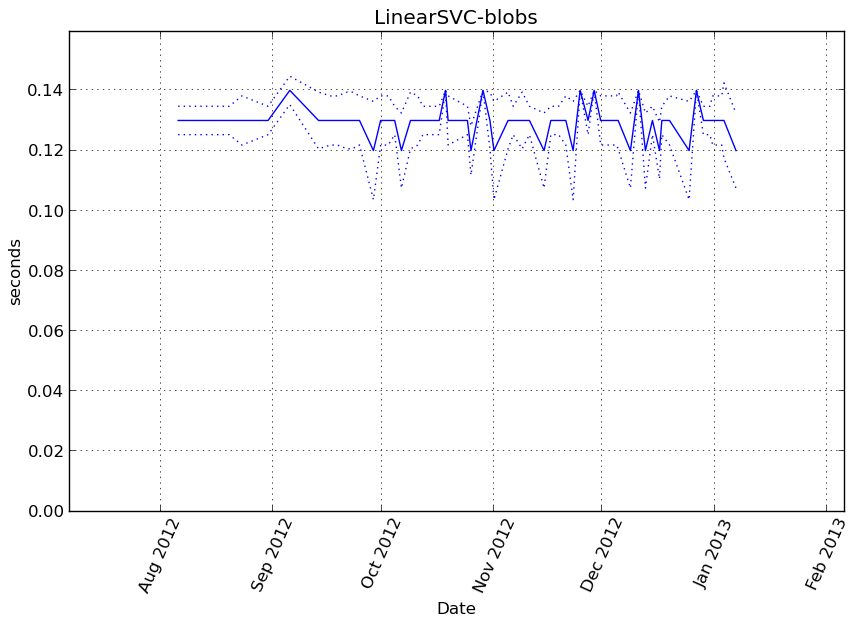 LinearSVC-blobs
0.14
0.12
0.10
0.08
0.06
0.04
0.02
0.00
seconds
Aug 2012
Sep 2012
Oct 2012
Nov 2012
Dec 2012
Jan 2013
Feb 2013
Date